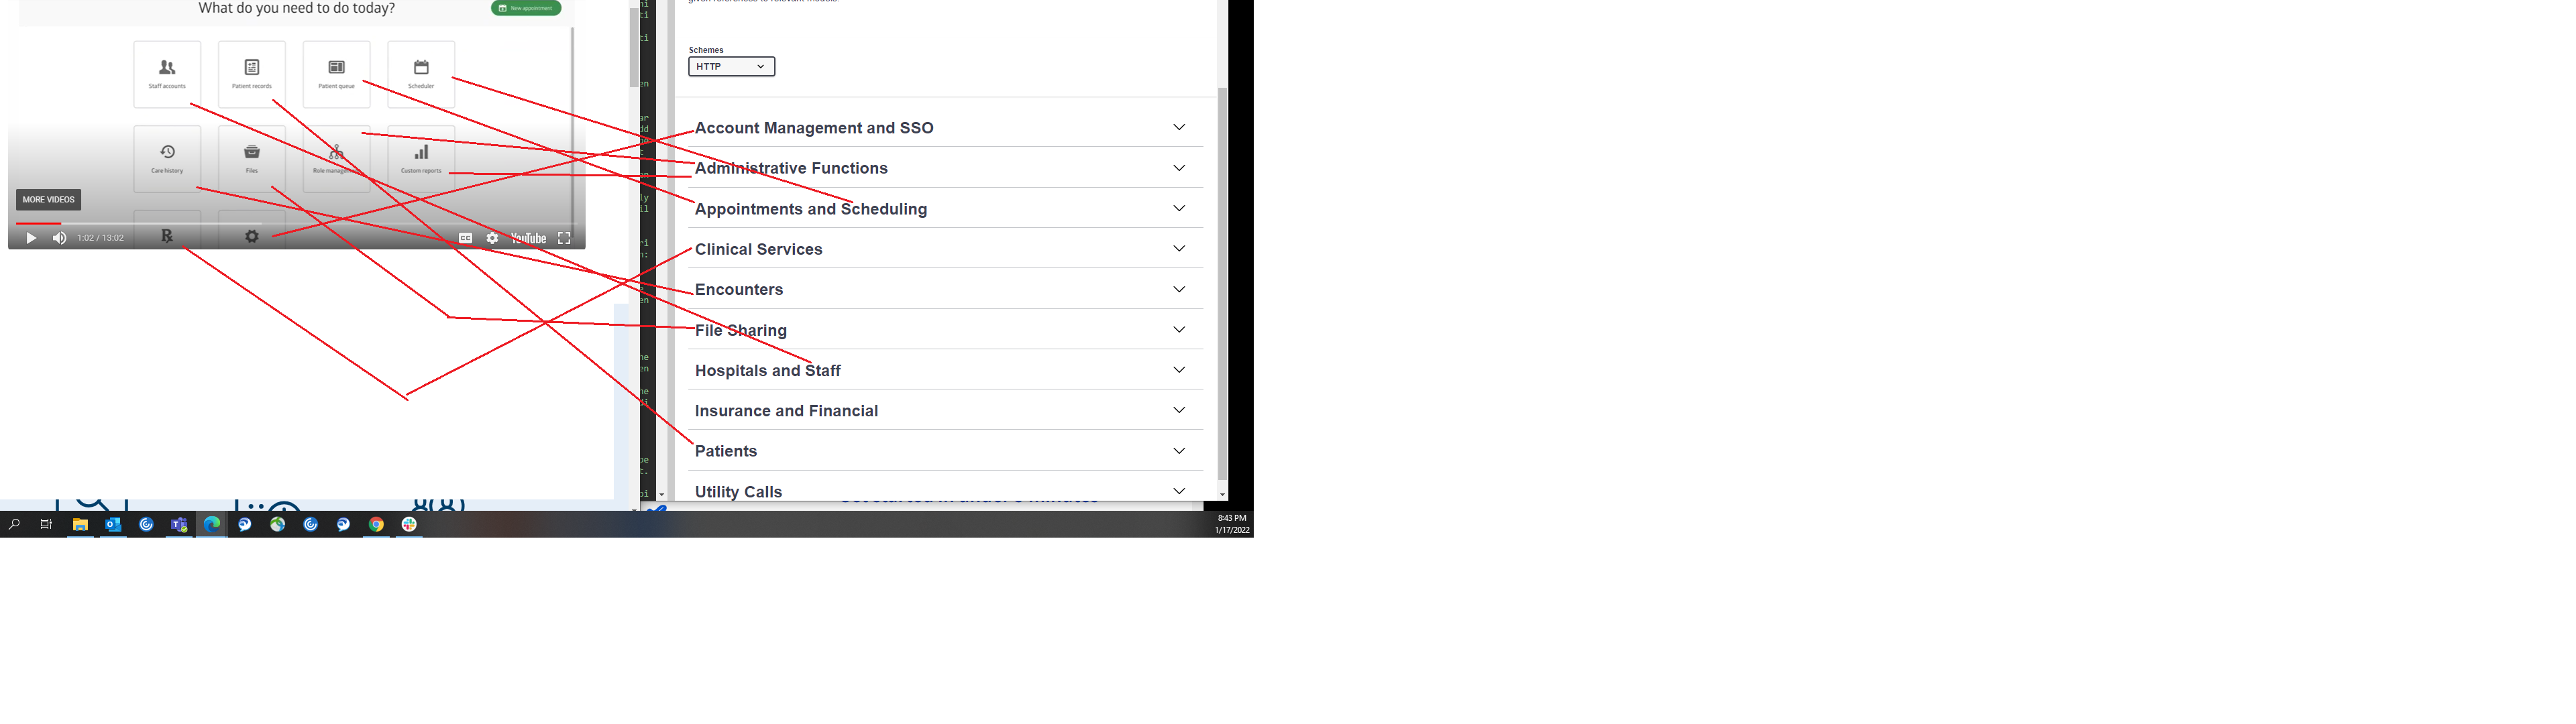 What do you need to do today?
New appointment
Staff accounts
Patient records
Patient queue
Scheduler
Care history
Files
Custom reports
MORE VIDEOS
1:02 / 13:02
CC
YouTube
Schemes
HTTP
Account Management and SSO
Administrative Functions
Appointments and Scheduling
Clinical Services
Encounters
File Sharing
Hospitals and Staff
Insurance and Financial
Patients
Utility Calls
8:43 PM
1/17/2022